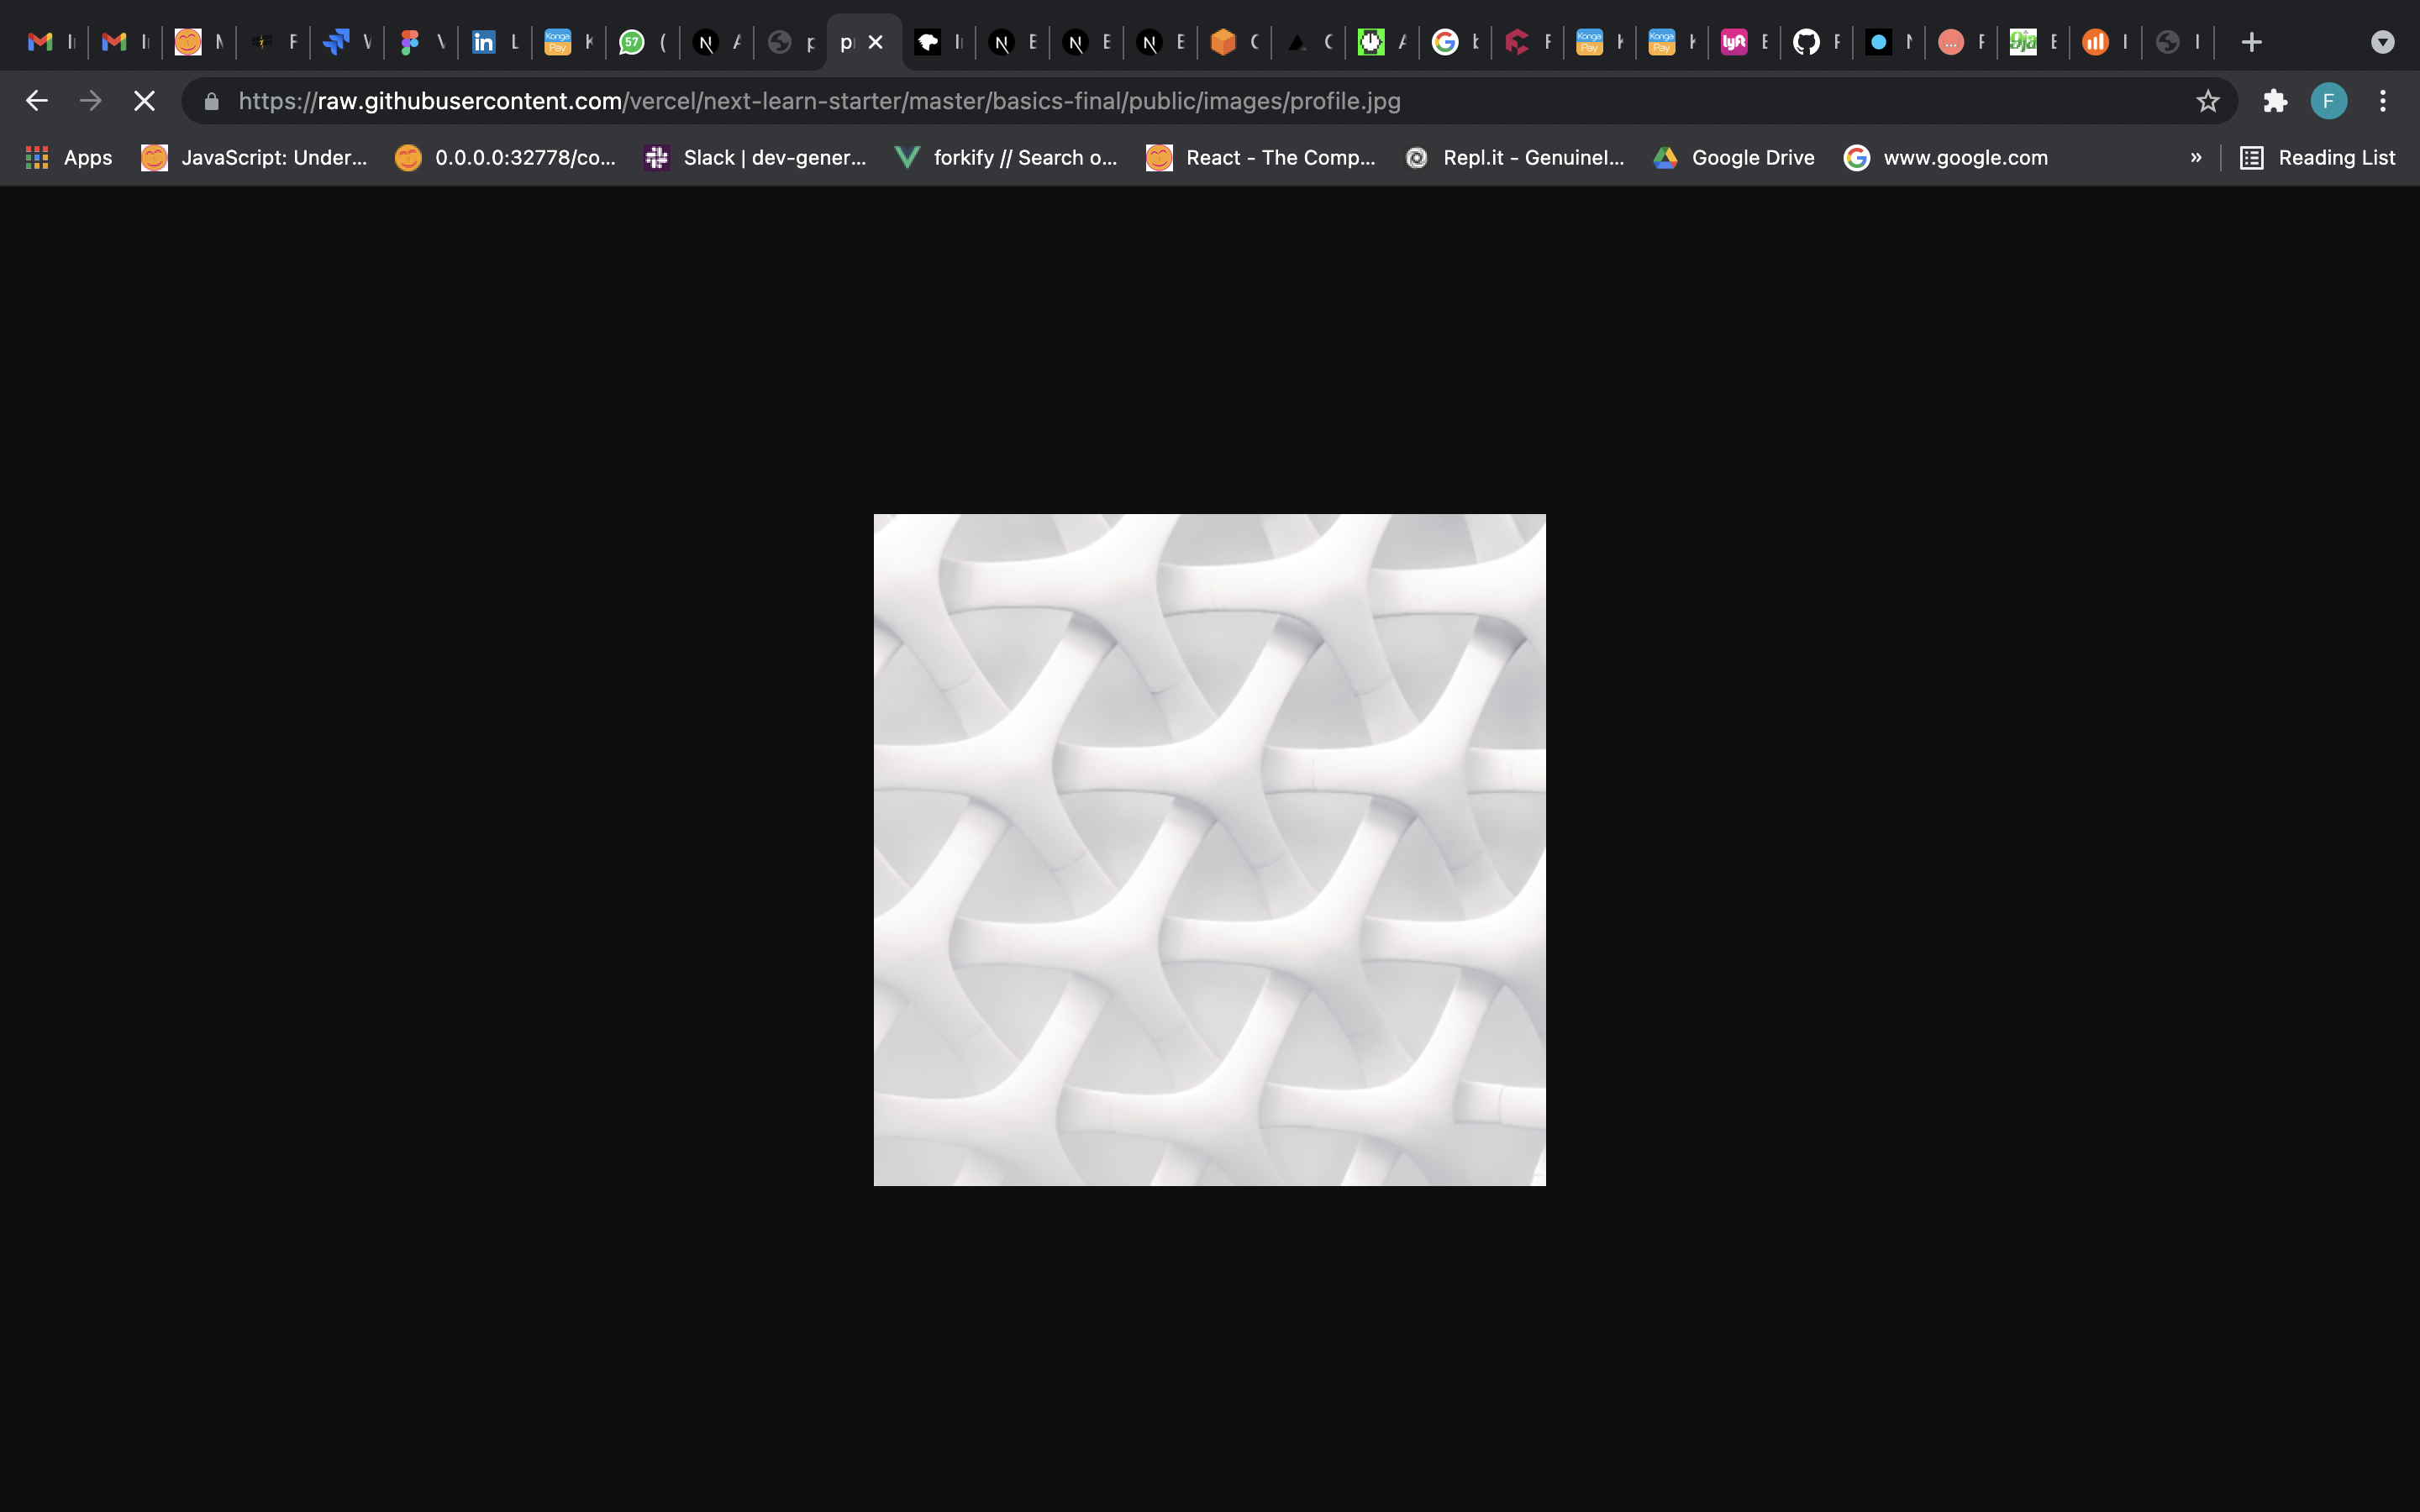 57
https://raw.githubusercontent.com/vercel/next-learn-starter/master/basics-final/public/images/profile.jpg
F
Apps JavaScript: Under... 0.0.0.0:32778/co... Slack | dev-gener... forkify // Search o... React - The Comp... Repl.it - Genuinel... Google Drive www.google.com » Reading List